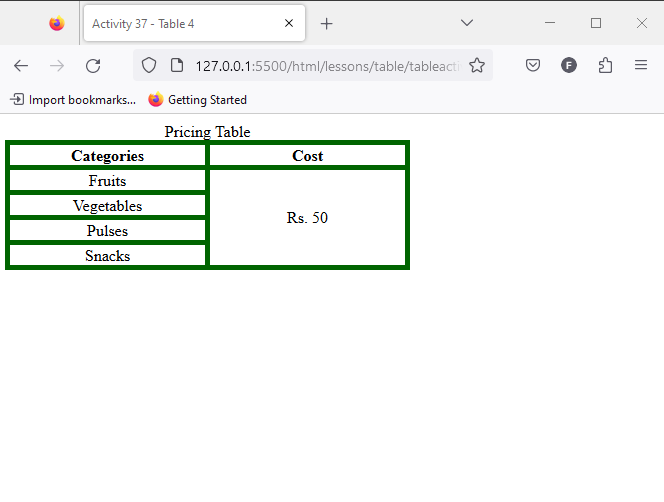 Activity 37 - Table 4
127.0.0.1:5500/html/lessons/table/tableacti
F
Import bookmarks...
Getting Started
Pricing Table
Categories Cost
Fruits
Vegetables
Rs. 50
Pulses
Snacks